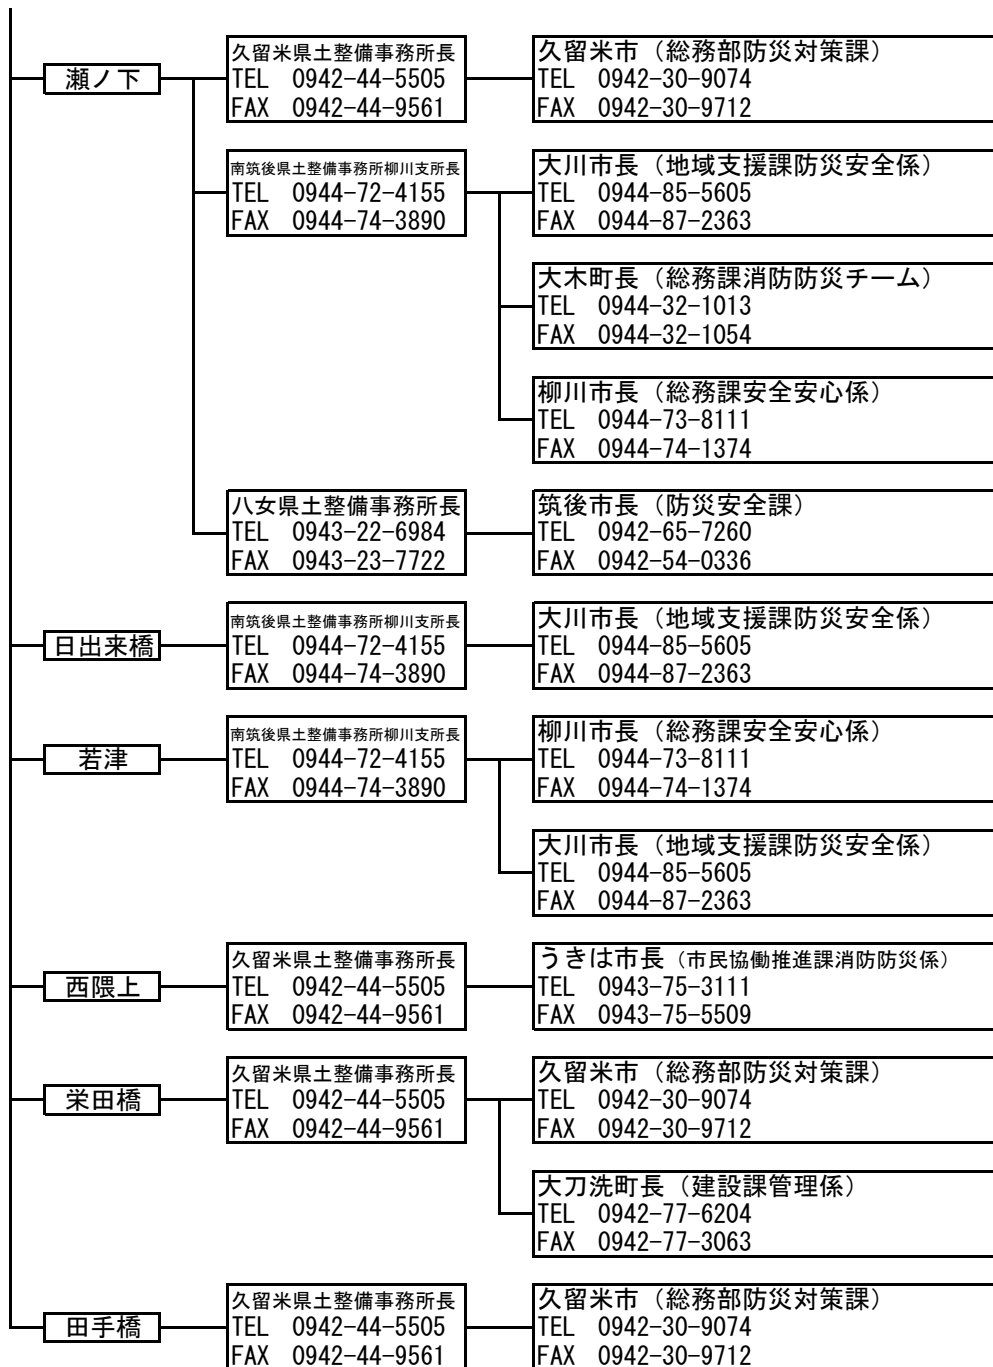 瀬ノ下
久留米県土整備事務所長
TEL 0942-44-5505
FAX 0942-44-9561
久留米市（総務部防災対策課）
TEL 0942-30-9074
FAX 0942-30-9712
南筑後県土整備事務所柳川支所長
TEL 0944-72-4155
FAX 0944-74-3890
大川市長（地域支援課防災安全係）
TEL 0944-85-5605
FAX 0944-87-2363
大木町長（総務課消防防災チーム）
TEL 0944-32-1013
FAX 0944-32-1054
柳川市長（総務課安全安心係）
TEL 0944-73-8111
FAX 0944-74-1374
八女県土整備事務所長
TEL 0943-22-6984
FAX 0943-23-7722
筑後市長（防災安全課）
TEL 0942-65-7260
FAX 0942-54-0336
日出来橋
南筑後県土整備事務所柳川支所長
TEL 0944-72-4155
FAX 0944-74-3890
大川市長（地域支援課防災安全係）
TEL 0944-85-5605
FAX 0944-87-2363
若津
南筑後県土整備事務所柳川支所長
TEL 0944-72-4155
FAX 0944-74-3890
柳川市長（総務課安全安心係）
TEL 0944-73-8111
FAX 0944-74-1374
大川市長（地域支援課防災安全係）
TEL 0944-85-5605
FAX 0944-87-2363
西隈上
久留米県土整備事務所長
TEL 0942-44-5505
FAX 0942-44-9561
うきは市長（市民協働推進課消防防災係）
TEL 0943-75-3111
FAX 0943-75-5509
栄田橋
久留米県土整備事務所長
TEL 0942-44-5505
FAX 0942-44-9561
久留米市（総務部防災対策課）
TEL 0942-30-9074
FAX 0942-30-9712
大刀洗町長（建設課管理係）
TEL 0942-77-6204
FAX 0942-77-3063
田手橋
久留米県土整備事務所長
TEL 0942-44-5505
FAX 0942-44-9561
久留米市（総務部防災対策課）
TEL 0942-30-9074
FAX 0942-30-9712